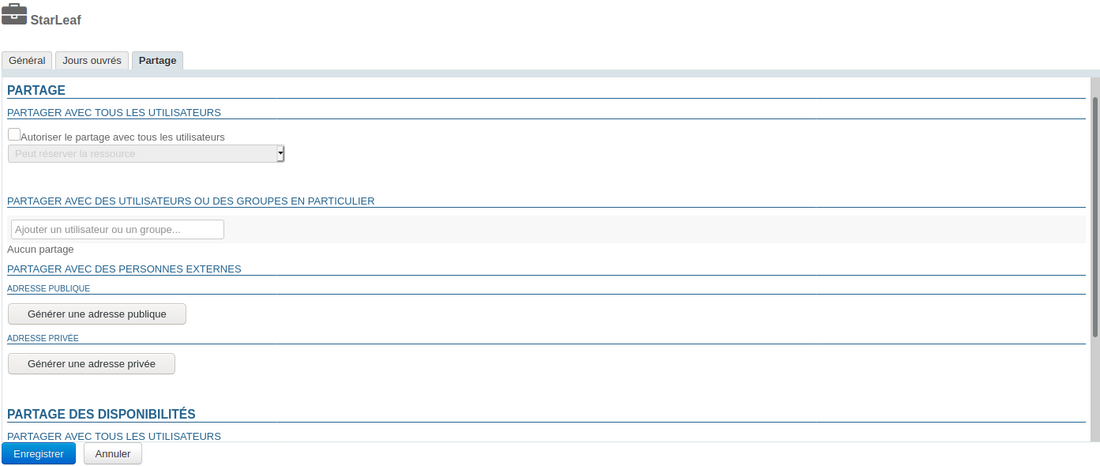 StarLeaf
Général Jours ouvrés Partage
PARTAGE
PARTAGER AVEC TOUS LES UTILISATEURS
Autoriser le partage avec tous les utilisateurs
Peut réserver la ressource
PARTAGER AVEC DES UTILISATEURS OU DES GROUPES EN PARTICULIER
Ajouter un utilisateur ou un groupe...
Aucun partage
PARTAGER AVEC DES PERSONNES EXTERNES
ADRESSE PUBLIQUE
Générer une adresse publique
ADRESSE PRIVÉE
Générer une adresse privée
PARTAGE DES DISPONIBILITÉS
PARTAGER AVEC TOUS LES UTILISATEURS
Enregistrer Annuler